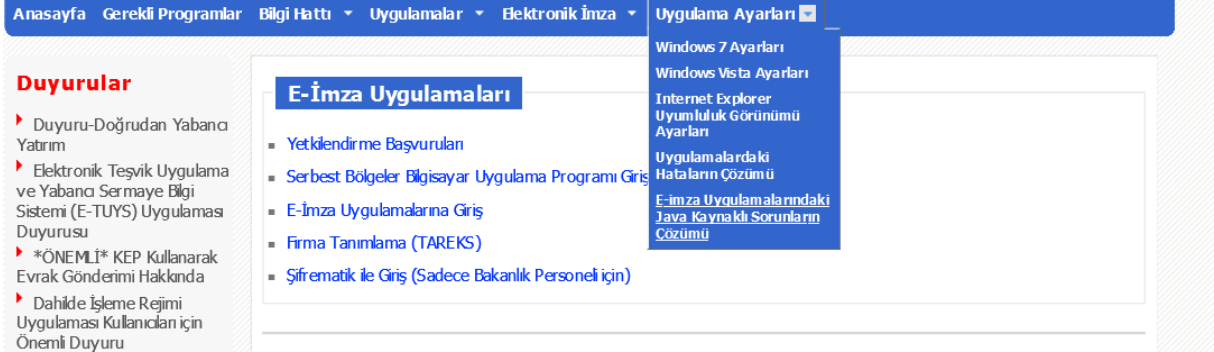 Anasayfa Gerekli Programlar Bilgi Hattı Uygulamalar Elektronik İmza Uygulama Ayarları
Windows 7 Ayarları
Windows Vista Ayarları
Internet Explorer
Uyumluluk Görünümü
Ayarları
Uygulamalardaki
Hataların Çözümü
E-imza Uygulamalarındaki
Java Kaynaklı Sorunların
Çözümü
Duyurular
Duyuru-Doğrudan Yabancı
Yatırım
Elektronik Teşvik Uygulama
ve Yabancı Sermaye Bilgi
Sistemi (E-TUYS) Uygulaması
Duyurusu
*ÖNEMLİ* KEP Kullanarak
Evrak Gönderimi Hakkında
Dahilde İşleme Rejimi
Uygulaması Kullanıcıları için
Önemli Duyuru
E-İmza Uygulamaları
Yetkilendirme Başvuruları
Serbest Bölgeler Bilgisayar Uygulama Programı Giriş
E-İmza Uygulamalarına Giriş
Firma Tanımlama (TAREKS)
Şifrematik ile Giriş (Sadece Bakanlık Personeli için)